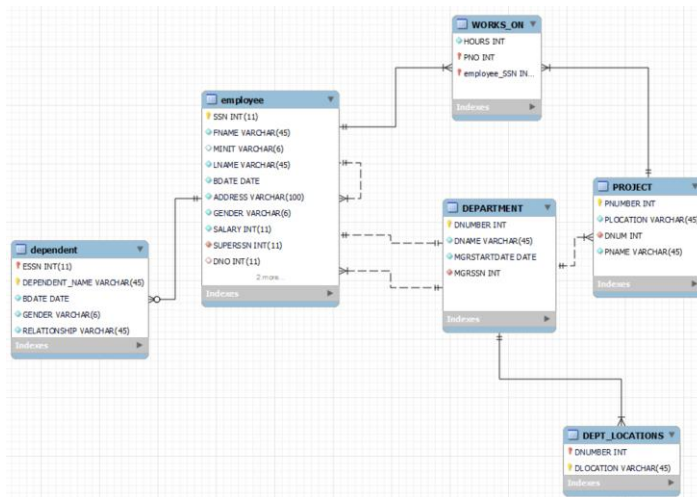 WORKS_ON
HOURS INT
PNO INT
employee_SSN IN...
Indexes
employee
SSN INT(11)
FNAME VARCHAR(45)
MINIT VARCHAR(6)
LNAME VARCHAR(45)
BDATE DATE
ADDRESS VARCHAR(100)
GENDER VARCHAR(6)
SALARY INT(11)
SUPERSSN INT(11)
DNO INT(11)
2 more...
Indexes
PROJECT
PNUMBER INT
PLOCATION VARCHAR(45)
DNUM INT
PNAME VARCHAR(45)
Indexes
DEPARTMENT
DNUMBER INT
DNAME VARCHAR(45)
MGRSTARTDATE DATE
MGRSSN INT
Indexes
dependent
ESSN INT(11)
DEPENDENT_NAME VARCHAR(45)
BDATE DATE
GENDER VARCHAR(6)
RELATIONSHIP VARCHAR(45)
Indexes
DEPT_LOCATIONS
DNUMBER INT
DLOCATION VARCHAR(45)
Indexes